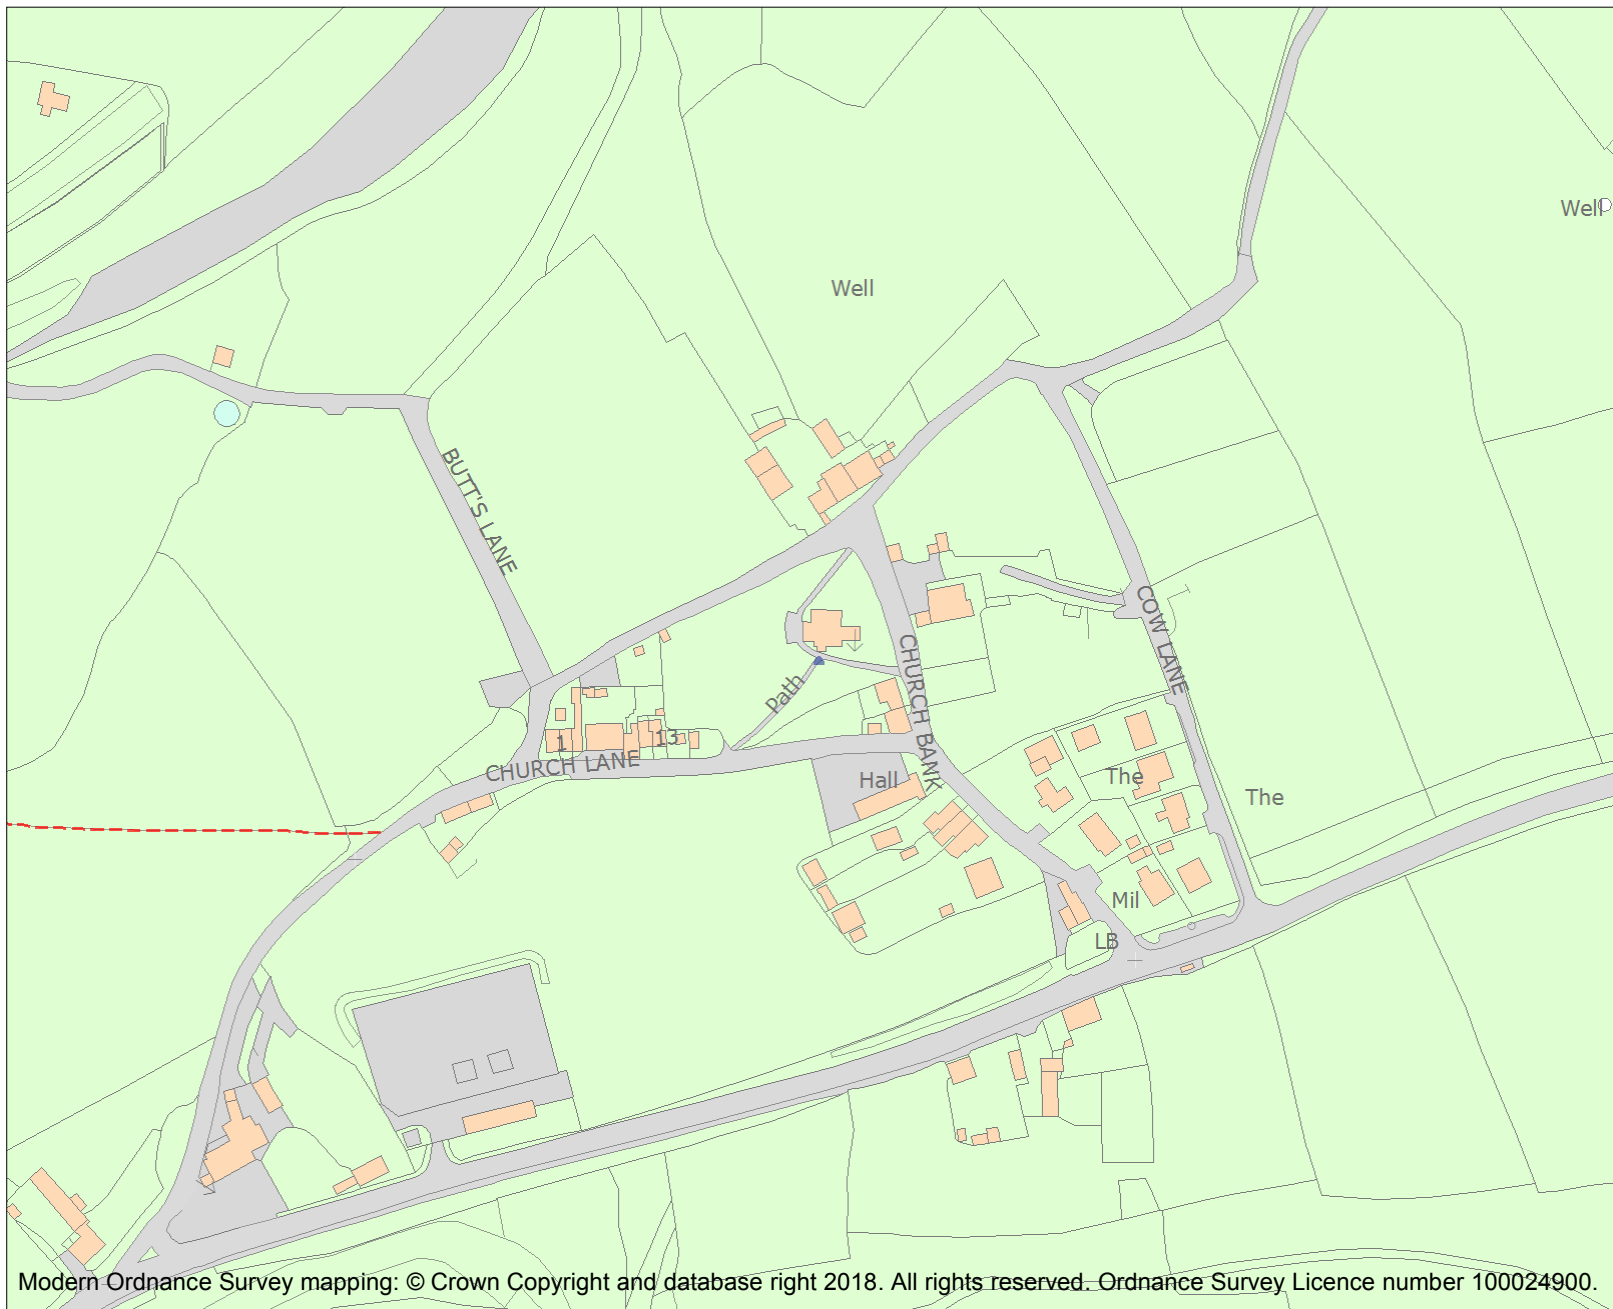 Well
Well
BUTT'S LANE
COW LANE
CHURCH BANK
Path
1
13
CHURCH LANE
Hall
The
The
Mil
LB
Modern Ordnance Survey mapping: © Crown Copyright and database right 2018. All rights reserved. Ordnance Survey Licence number 100024900.